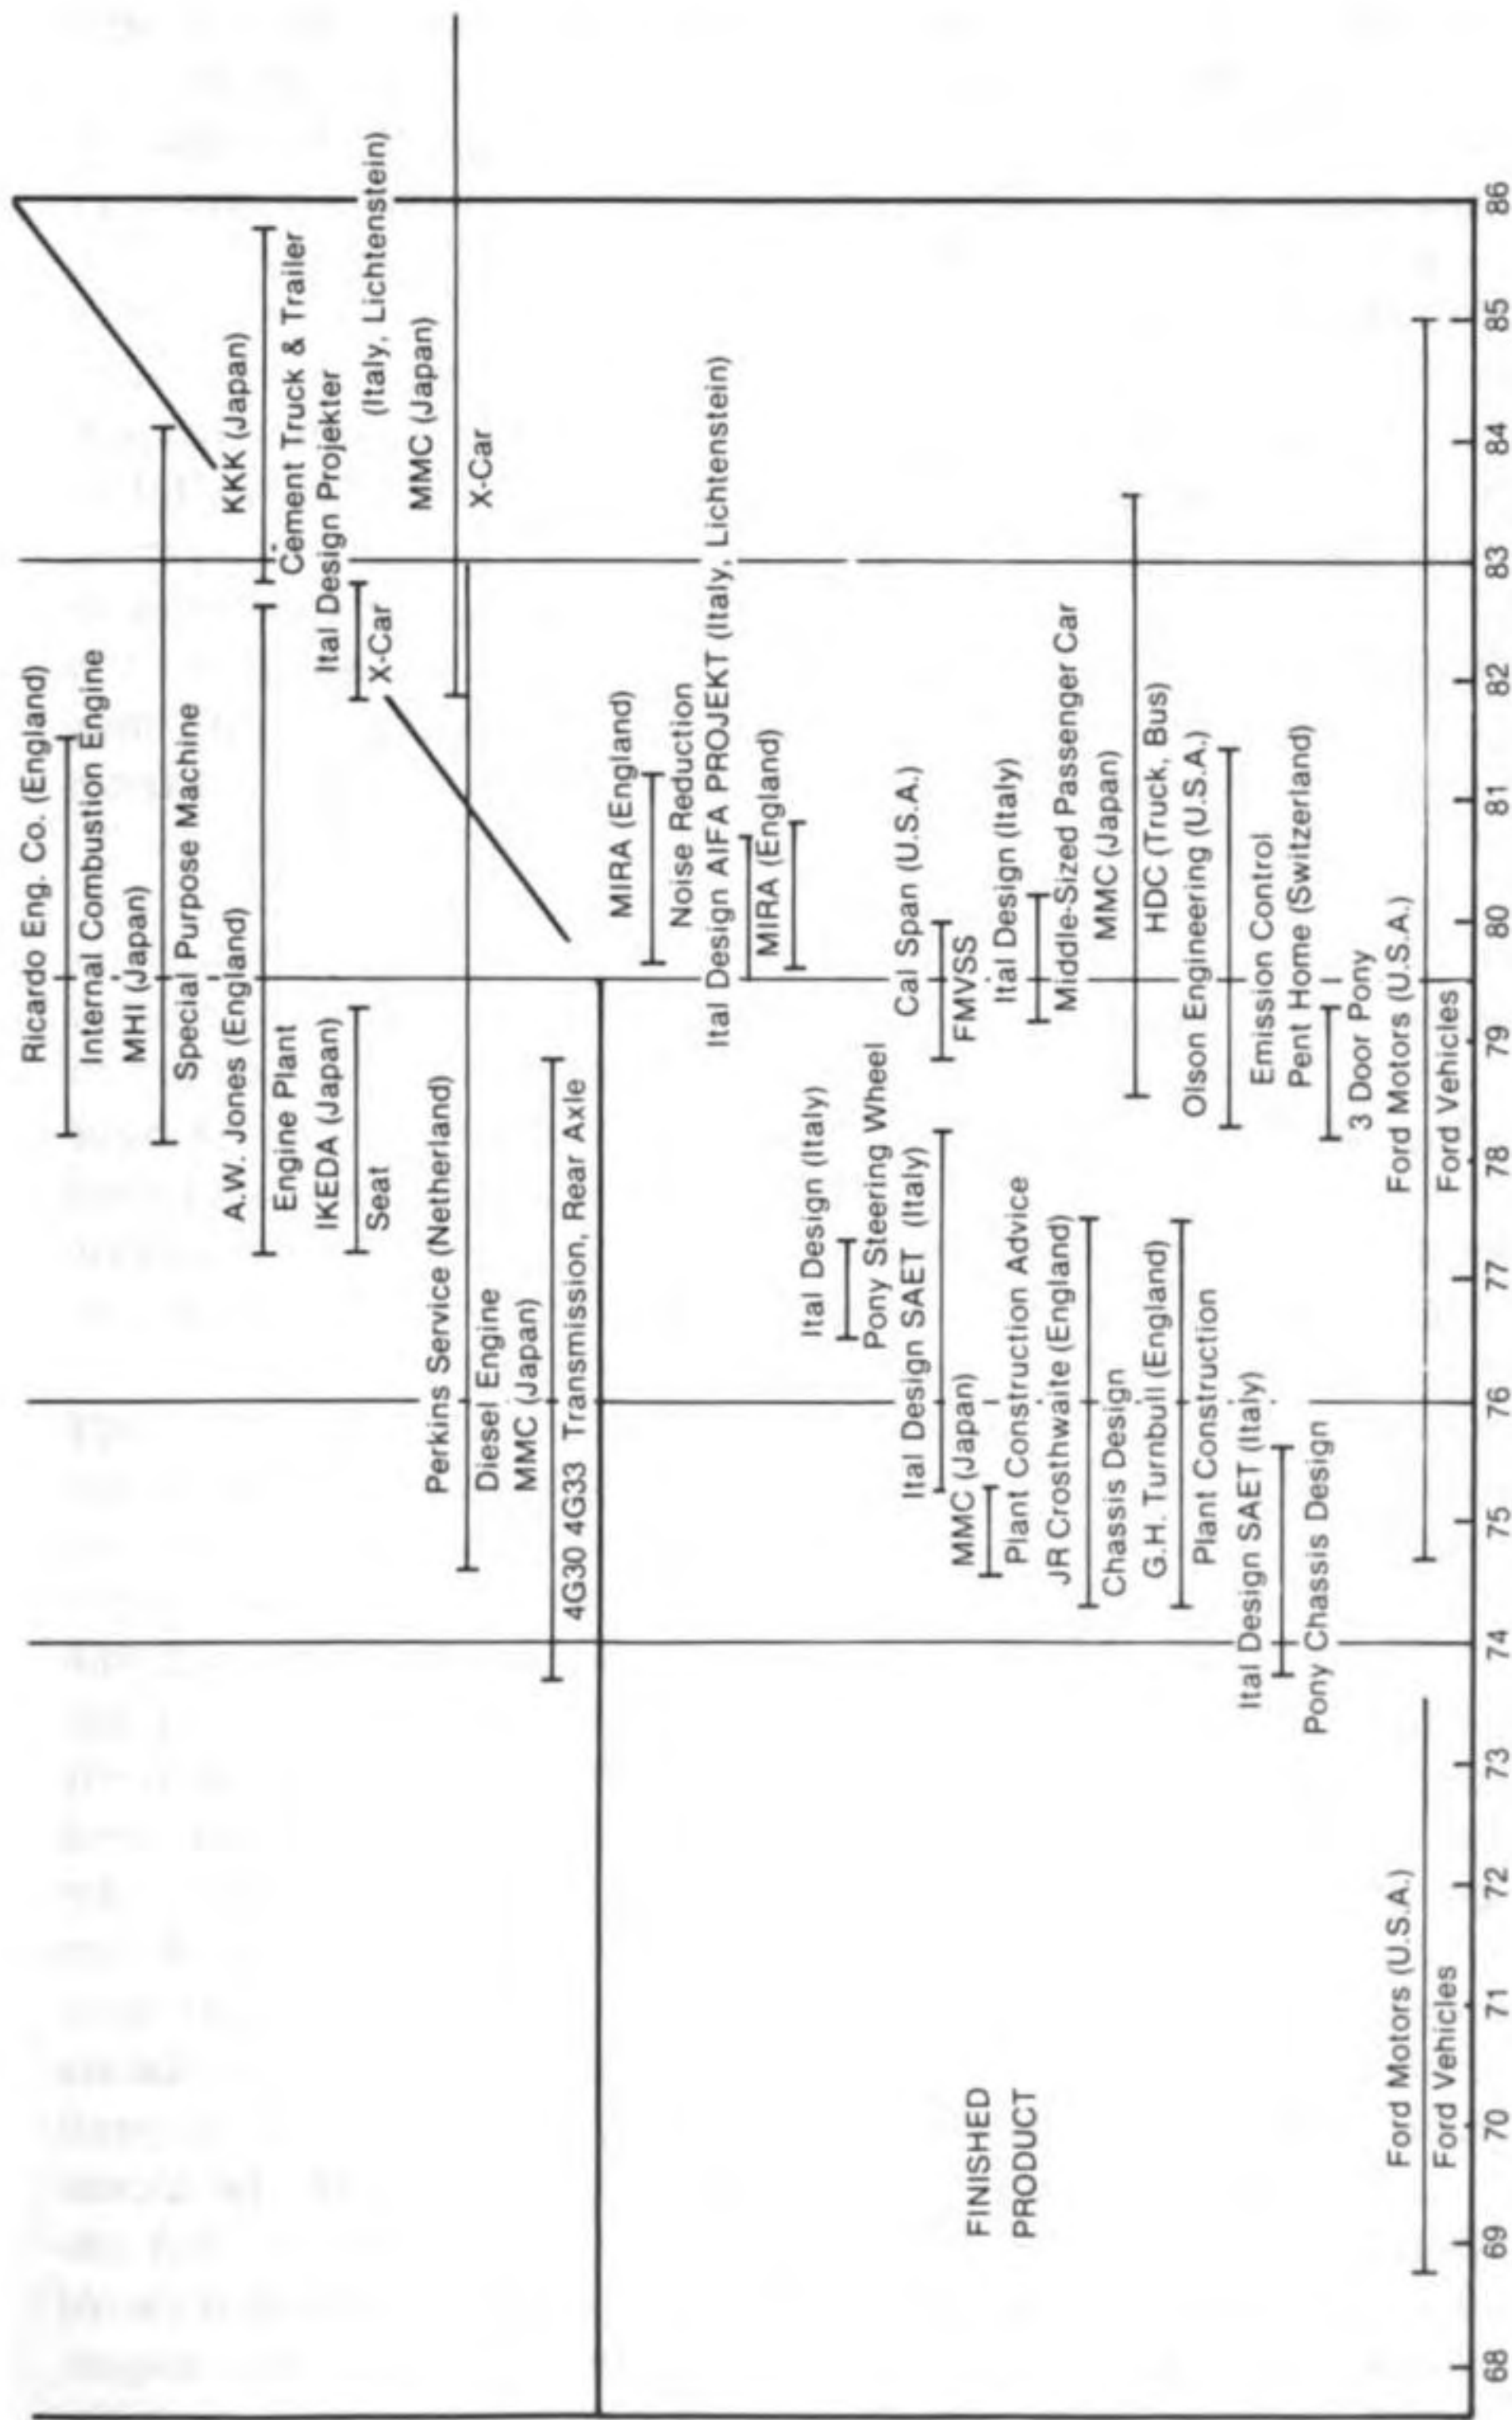 Ricardo Eng. Co. (England)
Internal Combustion Engine
MHI (Japan)
Special Purpose Machine
A.W. Jones (England)
Engine Plant
IKEDA (Japan)
Seat
KKK (Japan)
Cement Truck & Trailer
Ital Design Projekter
(Italy, Lichtenstein)
X-Car
MMC (Japan)
X-Car
Perkins Service (Netherland)
Diesel Engine
MMC (Japan)
4G30 4G33 Transmission, Rear Axle
MIRA (England)
Noise Reduction
Ital Design AIFA PROJEKT (Italy, Lichtenstein)
MIRA (England)
Ital Design (Italy)
Pony Steering Wheel
Ital Design SAET (Italy)
Cal Span (U.S.A.)
FMVSS
MMC (Japan)
Plant Construction Advice
Ital Design (Italy)
Middle-Sized Passenger Car
JR Crosthwaite (England)
Chassis Design
MMC (Japan)
HDC (Truck, Bus)
G.H. Turnbull (England)
Plant Construction
Olson Engineering (U.S.A.)
Emission Control
Ital Design SAET (Italy)
Pony Chassis Design
Pent Home (Switzerland)
3 Door Pony
FINISHED
PRODUCT
Ford Motors (U.S.A.)
Ford Vehicles
Ford Motors (U.S.A.)
Ford Vehicles
68 69 70 71 72 73 74 75 76 77 78 79 80 81 82 83 84 85 86